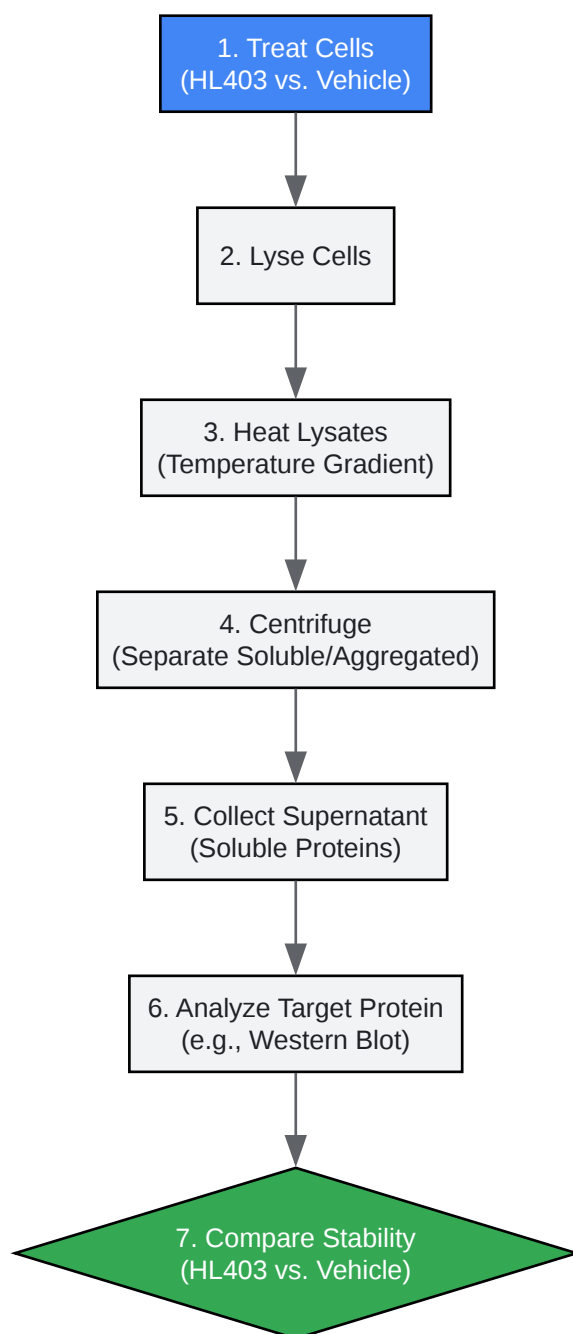 1. Treat Cells
(HL403 vs. Vehicle)
2. Lyse Cells
3. Heat Lysates
(Temperature Gradient)
4. Centrifuge
(Separate Soluble/Aggregated)
5. Collect Supernatant
(Soluble Proteins)
6. Analyze Target Protein
(e.g., Western Blot)
7. Compare Stability
(HL403 vs. Vehicle)